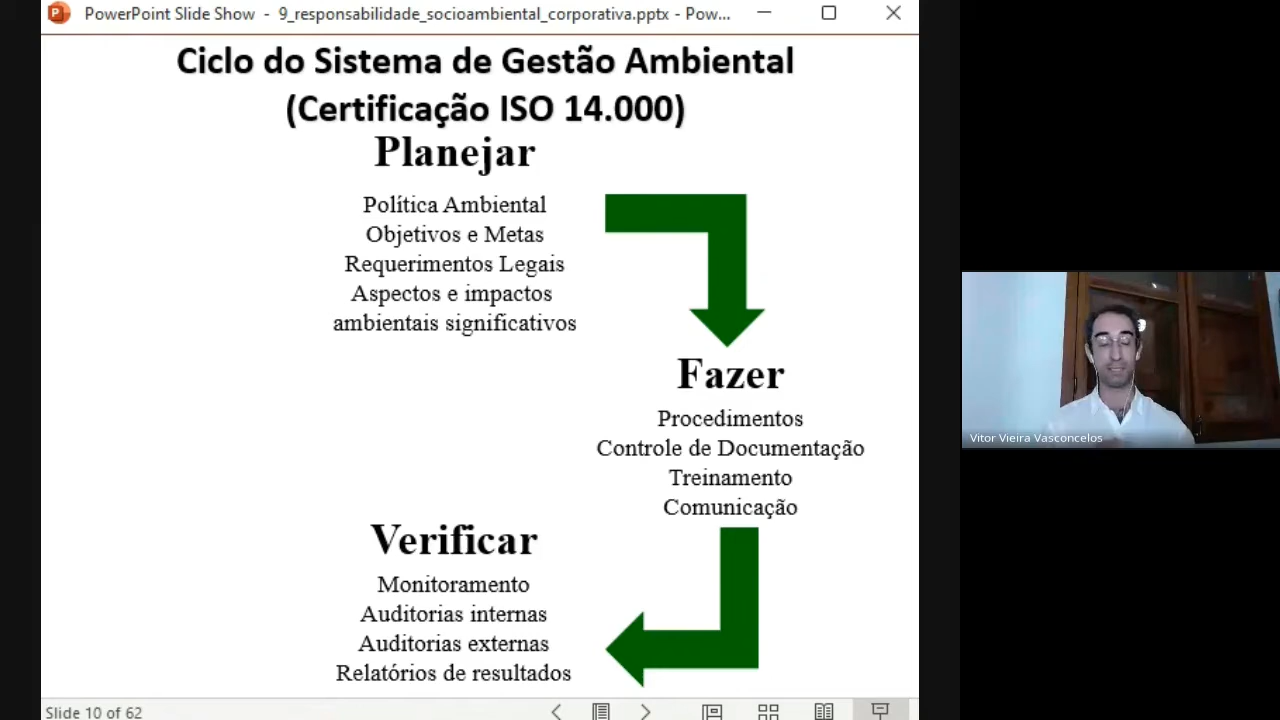 PowerPoint Slide Show - 9_responsabilidade_socioambiental_corporativa.pptx - Pow...
Ciclo do Sistema de Gestão Ambiental
(Certificação ISO 14.000)
Planejar
Política Ambiental
Objetivos e Metas
Requerimentos Legais
Aspectos e impactos
ambientais significativos
Fazer
Procedimentos
Controle de Documentação
Treinamento
Comunicação
Verificar
Monitoramento
Auditorias internas
Auditorias externas
Relatórios de resultados
Vitor Vieira Vasconcelos
Slide 10 of 62